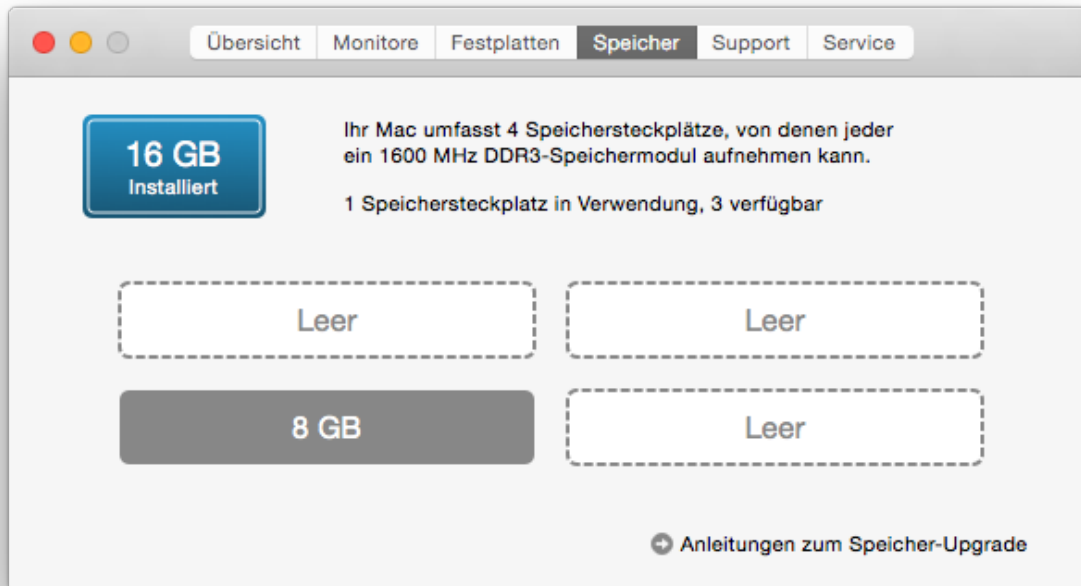 Übersicht Monitore Festplatten Speicher Support Service
16 GB
Installiert
Ihr Mac umfasst 4 Speichersteckplätze, von denen jeder
ein 1600 MHz DDR3-Speichermodul aufnehmen kann.
1 Speichersteckplatz in Verwendung, 3 verfügbar
Leer Leer
8 GB Leer
Anleitungen zum Speicher-Upgrade